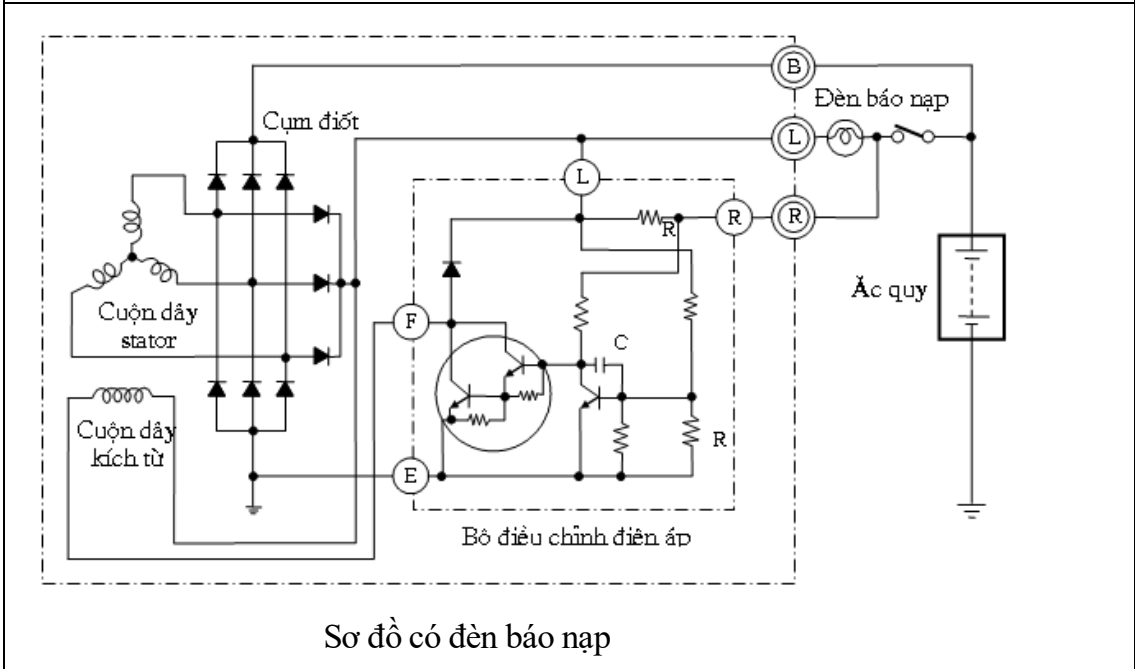 B
Đèn báo nạp
Cụm điốt
L
L
R
R
R
Ắc quy
Cuộn dây
stator
F
C
Cuộn dây
kích từ
R
E
Bộ điều chỉnh điện áp
Sơ đồ có đèn báo nạp